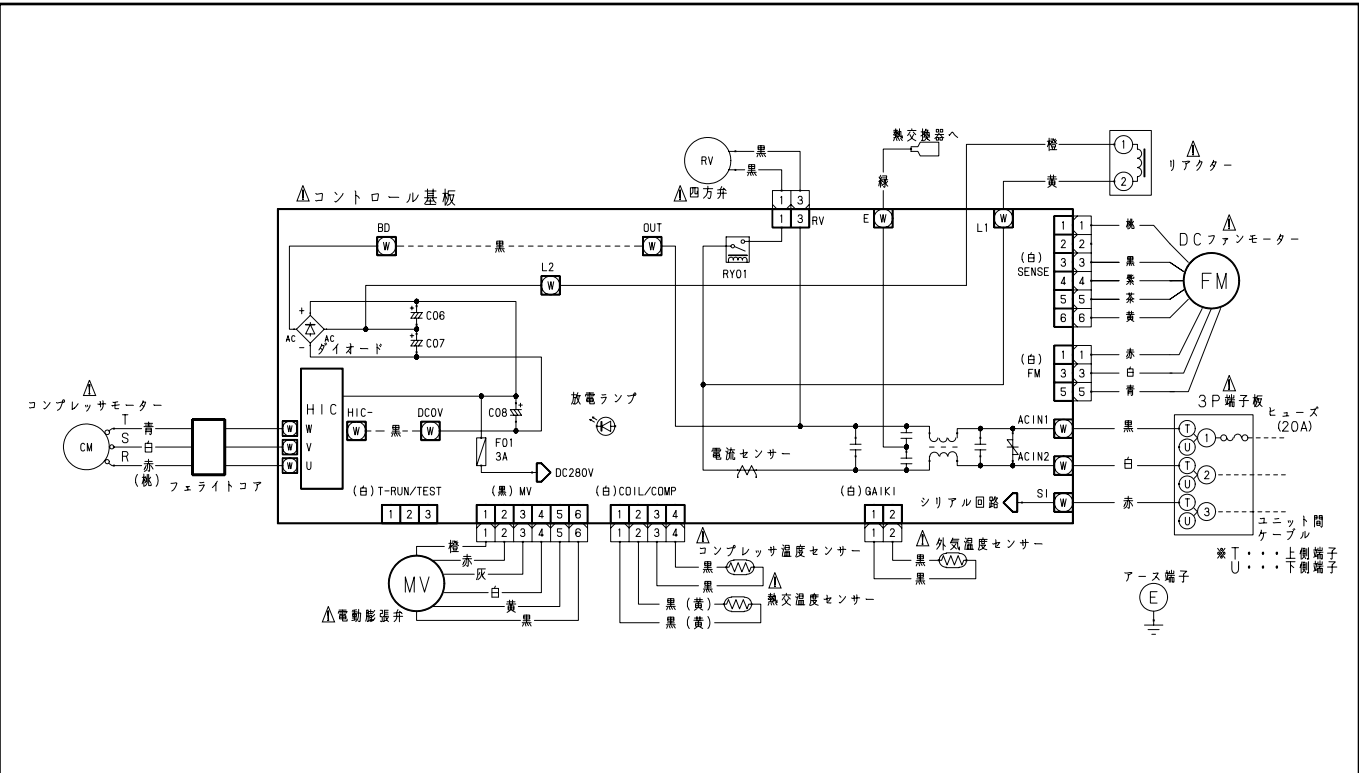 熱交換器へ
橙
1
黒
RV
黒
リアクター
黄
2
緑
四方弁
1 3
コントロール基板
1 3 RV
E W
L1 W
BD
W
黒
OUT
W
RY01
L2
W
(白)
SENSE
1 1 桃
2 2
3 3 黒
4 4 紫
5 5 茶
6 6 黄
DCファンモーター
FM
+
AC AC
-
ダイオード
+ C06
+ C07
(白)
FM
1 1 赤
3 3 白
5 5 青
コンプレッサモーター
CM
T 青
S 白
R 赤
(桃)
フェライトコア
HIC
W W
W V
W U
HIC-
W
黒
DC0V
W
C08 +
F01
3A
DC280V
放電ランプ
電流センサー
ACIN1 W 黒
ACIN2 W 白
シリアル回路
SI W 赤
3P端子板
ヒューズ
(20A)
T
U
1
T
U
2
T
U
3
ユニット間
ケーブル
※T・・・上側端子
U・・・下側端子
アース端子
E
(白)T-RUN/TEST
1 2 3
(黒)MV
1 2 3 4 5 6
1 2 3 4 5 6
(白)COIL/COMP
1 2 3 4
1 2 3 4
(白)GAIKI
1 2
1 2
橙
赤
灰
白
黄
黒
MV
電動膨張弁
コンプレッサ温度センサー
黒
黒
熱交温度センサー
黒(黄)
黒(黄)
外気温度センサー
黒
黒